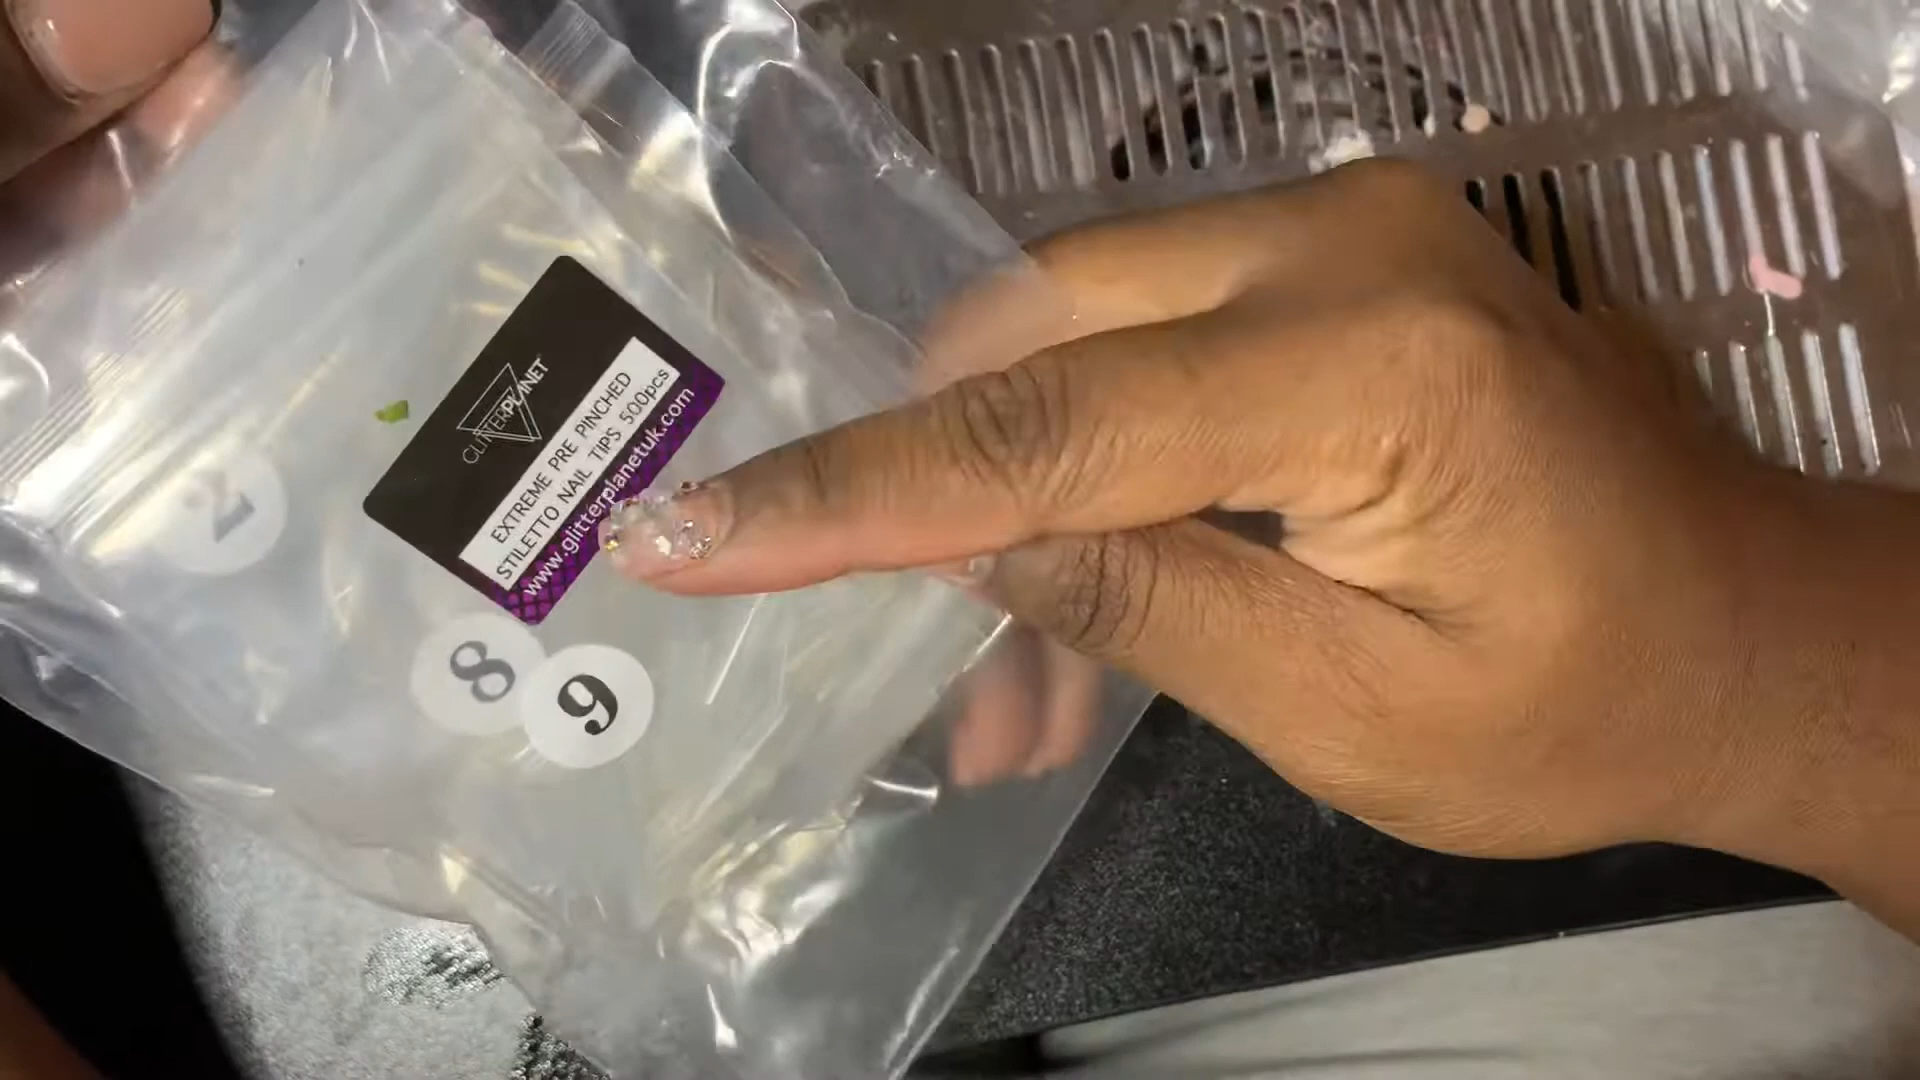 GLITTERPLANET
EXTREME PRE PINCHED
STILETTO NAIL TIPS 500pcs
www.glitterplanetuk.com
2
8
9